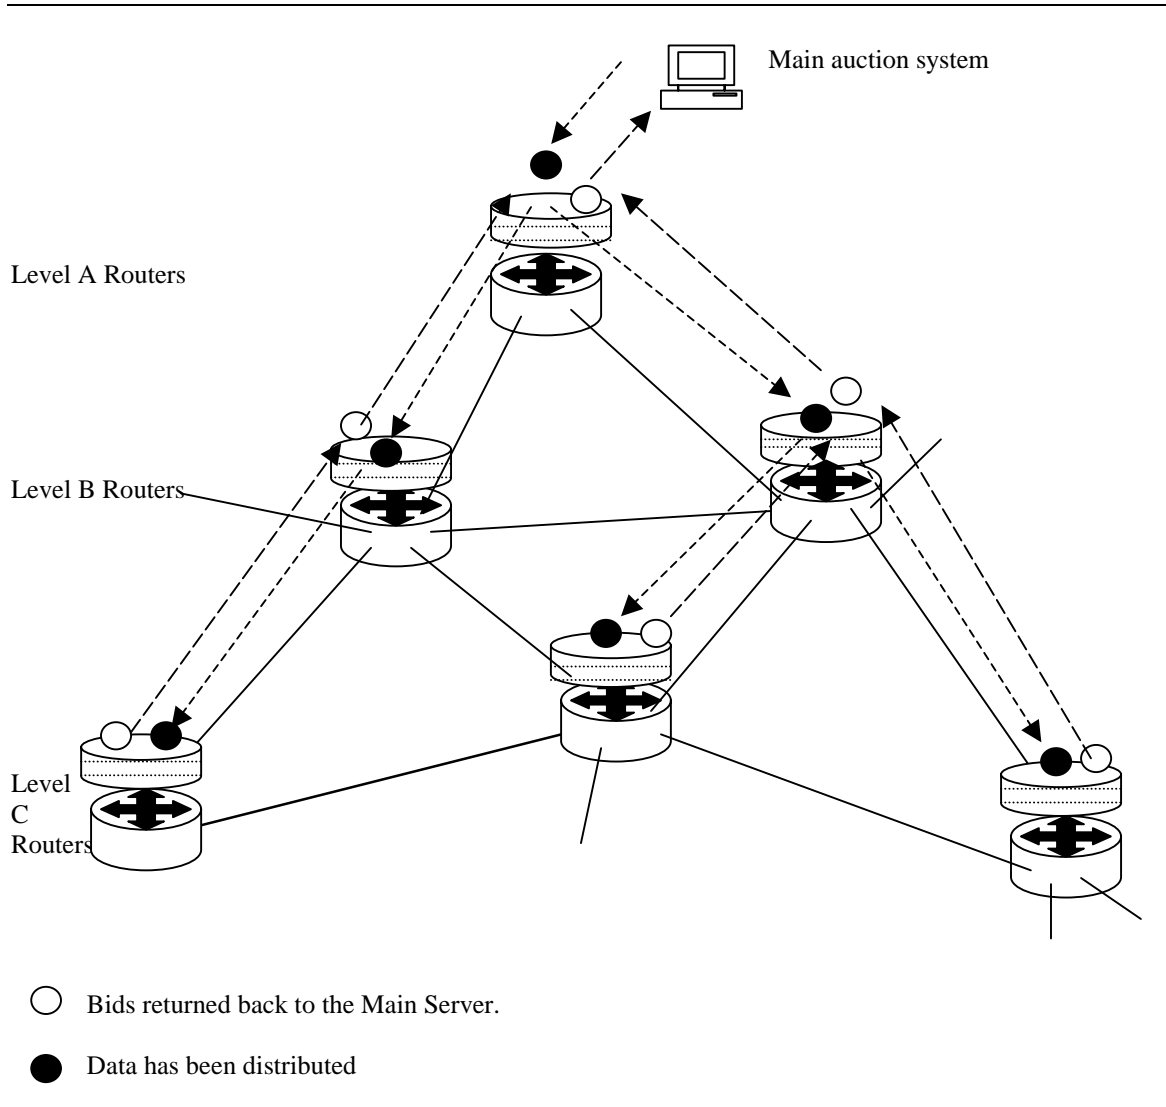 Main auction system
Level A Routers
Level B Routers
Level
C
Routers
Bids returned back to the Main Server.
Data has been distributed